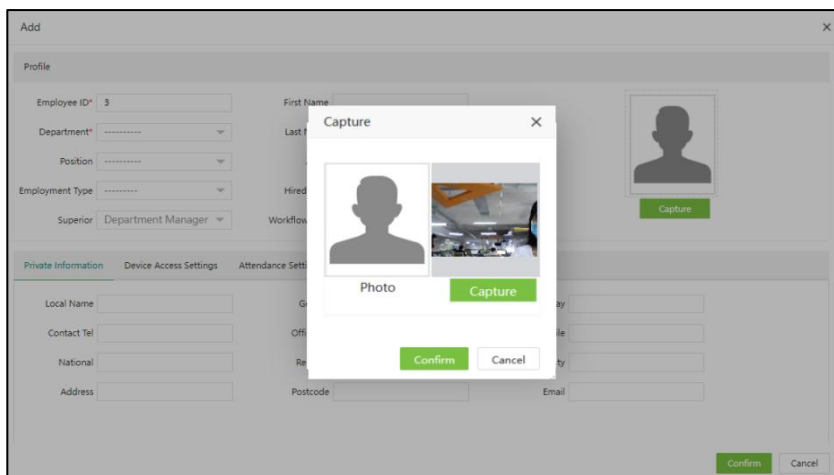 Add ×
Profile
Employee ID* 3 First Name
Department* ---------- Last
Position ----------
Employment Type --------- Hired
Superior Department Manager Workflow
Capture
Capture ×
Photo Capture
Confirm Cancel
Private Information Device Access Settings Attendance
Local Name
Contact Tel
National
Address Postcode Email
Confirm Cancel